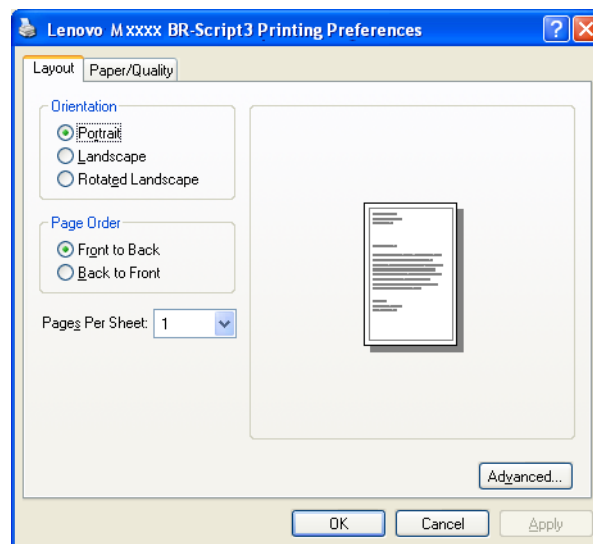 Lenovo Mxxxx BR-Script3 Printing Preferences
Layout
Paper/Quality
Orientation
Portrait
Landscape
Rotated Landscape
Page Order
Front to Back
Back to Front
Pages Per Sheet: 1
Advanced...
OK
Cancel
Apply